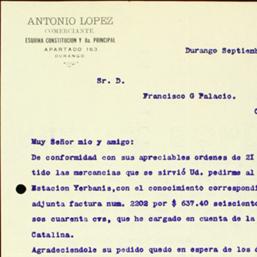 ANTONIO LOPEZ
COMERCIANTE
ESQUINA CONSTITUCION Y 8a PRINCIPAL
APARTADO 163
DURANGO
Durango Septiemb
Sr. D.
Francisco G Palacio.
Muy Señor mio y amigo:
De conformidad con sus apreciables ordenes de 2I
tido las mercancias que se sirvió Ud. pedirme al
Estacion Yerbanis,con el conocimiento correspondi
adjunta factura num. 2202 por $ 637.40 seisciento
sos cuarenta cvs, que he cargado en cuenta de la
Catalina.
Agradeciendole su pedido quedo en espera de los d